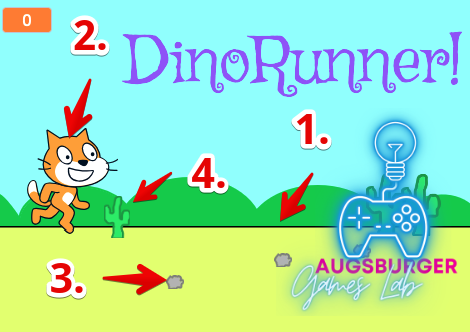 0
2.
DinoRunner!
1.
4.
3.
AUGSBURGER
Games Lab